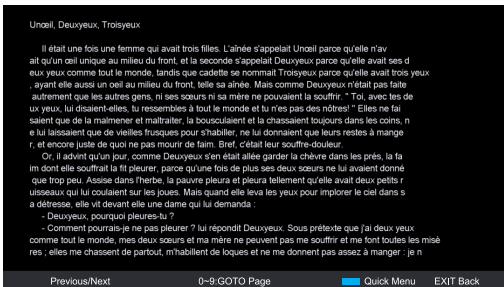 Unœil, Deuxyeux, Troisyeux
Il était une fois une femme qui avait trois filles. L'aînée s'appelait Unœil parce qu'elle n'av
ait qu'un œil unique au milieu du front, et la seconde s'appelait Deuxyeux parce qu'elle avait ses d
eux yeux comme tout le monde, tandis que cadette se nommait Troisyeux parce qu'elle avait trois yeux
, ayant elle aussi un oeil au milieu du front, telle sa aînée. Mais comme Deuxyeux n'était pas faite
autrement que les autres gens, ni ses sœurs ni sa mère ne pouvaient la souffrir. " Toi, avec tes de
ux yeux, lui disaient-elles, tu ressembles à tout le monde et tu n'es pas des nôtres! " Elles ne fai
saient que de la malmener et maltraiter, la bousculaient et la chassaient toujours dans les coins, n
e lui laissaient que de vieilles frusques pour s'habiller, ne lui donnaient que leurs restes à mange
r, et encore juste de quoi ne pas mourir de faim. Bref, c'était leur souffre-douleur.
Or, il advint qu'un jour, comme Deuxyeux s'en était allée garder la chèvre dans les prés, la fa
im dont elle souffrait la fit pleurer, parce qu'une fois de plus ses deux sœurs ne lui avaient donné
que trop peu. Assise dans l'herbe, la pauvre pleura et pleura tellement qu'elle avait deux petits r
uisseaux qui lui coulaient sur les joues. Mais quand elle leva les yeux pour implorer le ciel dans s
a détresse, elle vit devant elle une dame qui lui demanda :
- Deuxyeux, pourquoi pleures-tu ?
- Comment pourrais-je ne pas pleurer ? lui répondit Deuxyeux. Sous prétexte que j'ai deux yeux
comme tout le monde, mes deux sœurs et ma mère ne peuvent pas me souffrir et me font toutes les misè
res ; elles me chassent de partout, m'habillent de loques et ne me donnent pas assez à manger : je n
Previous/Next 0~9:GOTO Page Quick Menu EXIT Back